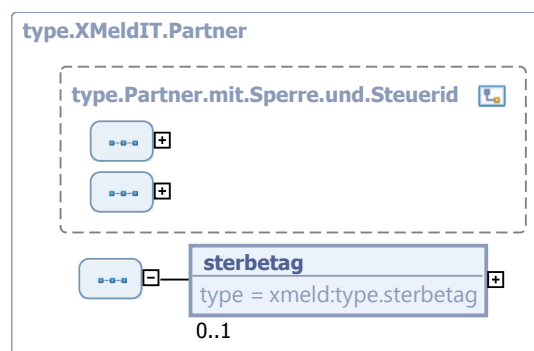 type.XMeldIT.Partner
type.Partner.mit.Sperre.und.Steuerid
sterbetag
type = xmeld:type.sterbetag
0..1